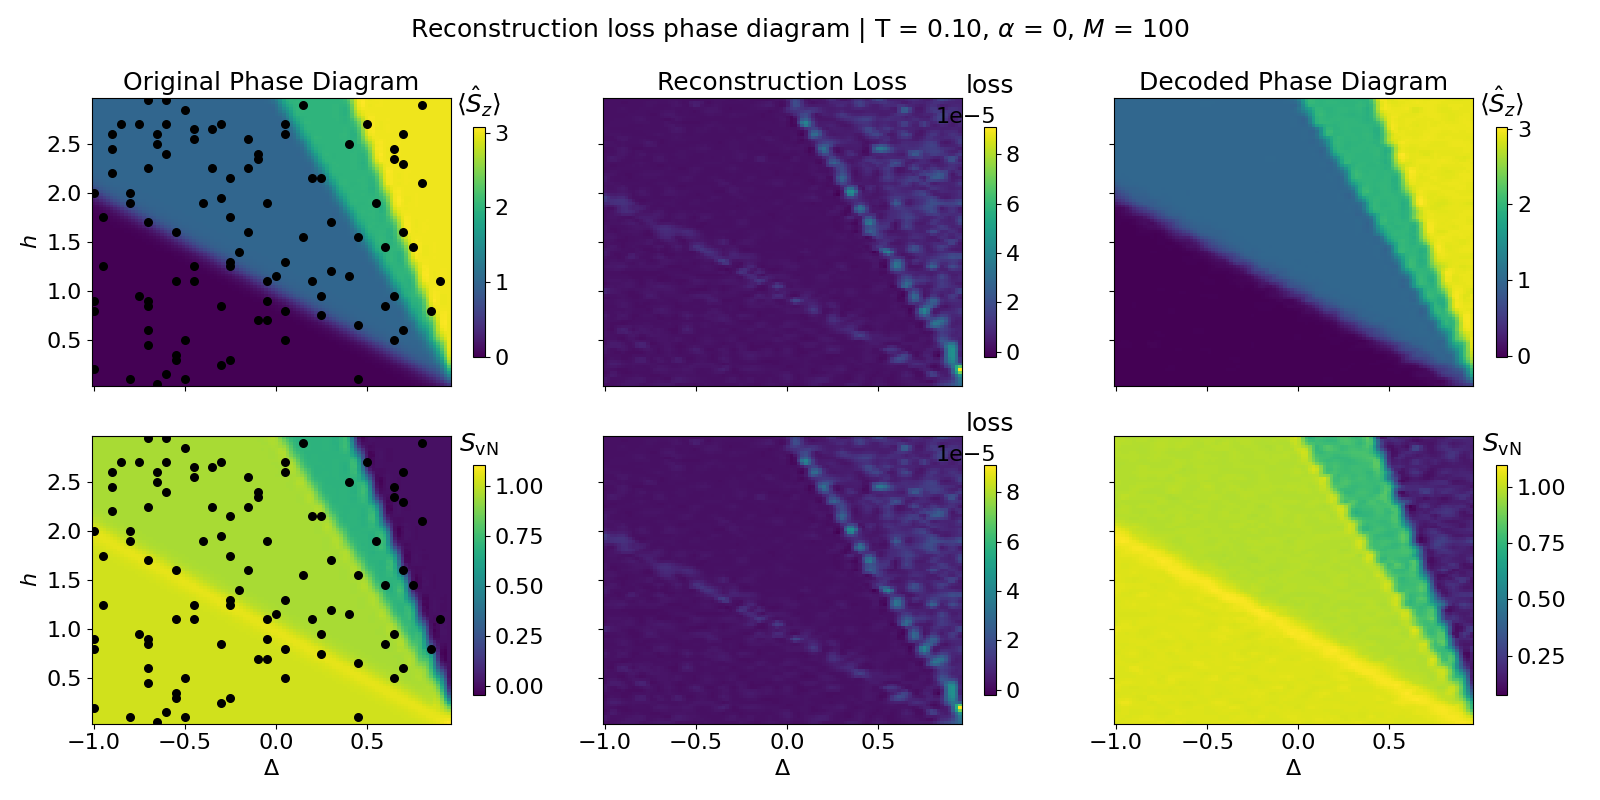 Reconstruction loss phase diagram | T = 0.10, α = 0, M = 100
Original Phase Diagram
⟨Ŝz⟩
Reconstruction Loss
loss
1e−5
Decoded Phase Diagram
⟨Ŝz⟩
h
2.5
2.0
1.5
1.0
0.5
3
2
1
0
8
6
4
2
0
3
2
1
0
SvN
loss
1e−5
SvN
h
2.5
2.0
1.5
1.0
0.5
1.00
0.75
0.50
0.25
0.00
8
6
4
2
0
1.00
0.75
0.50
0.25
−1.0 −0.5 0.0 0.5
Δ
−1.0 −0.5 0.0 0.5
Δ
−1.0 −0.5 0.0 0.5
Δ